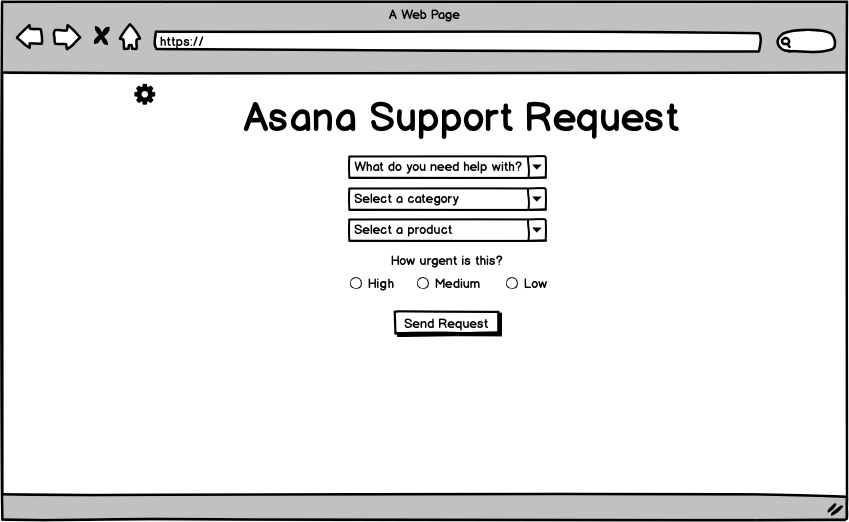 A Web Page
https://
Asana Support Request
What do you need help with?
Select a category
Select a product
How urgent is this?
High Medium Low
Send Request